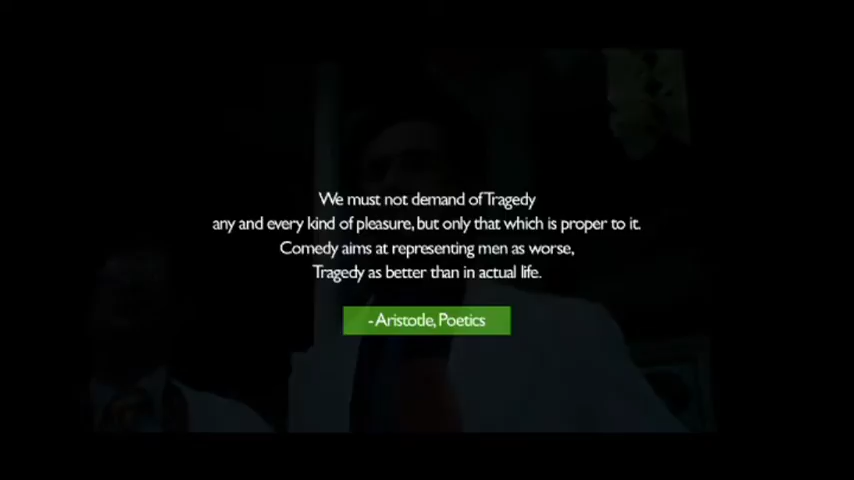 We must not demand of Tragedy
any and every kind of pleasure, but only that which is proper to it.
Comedy aims at representing men as worse,
Tragedy as better than in actual life.
- Aristotle, Poetics